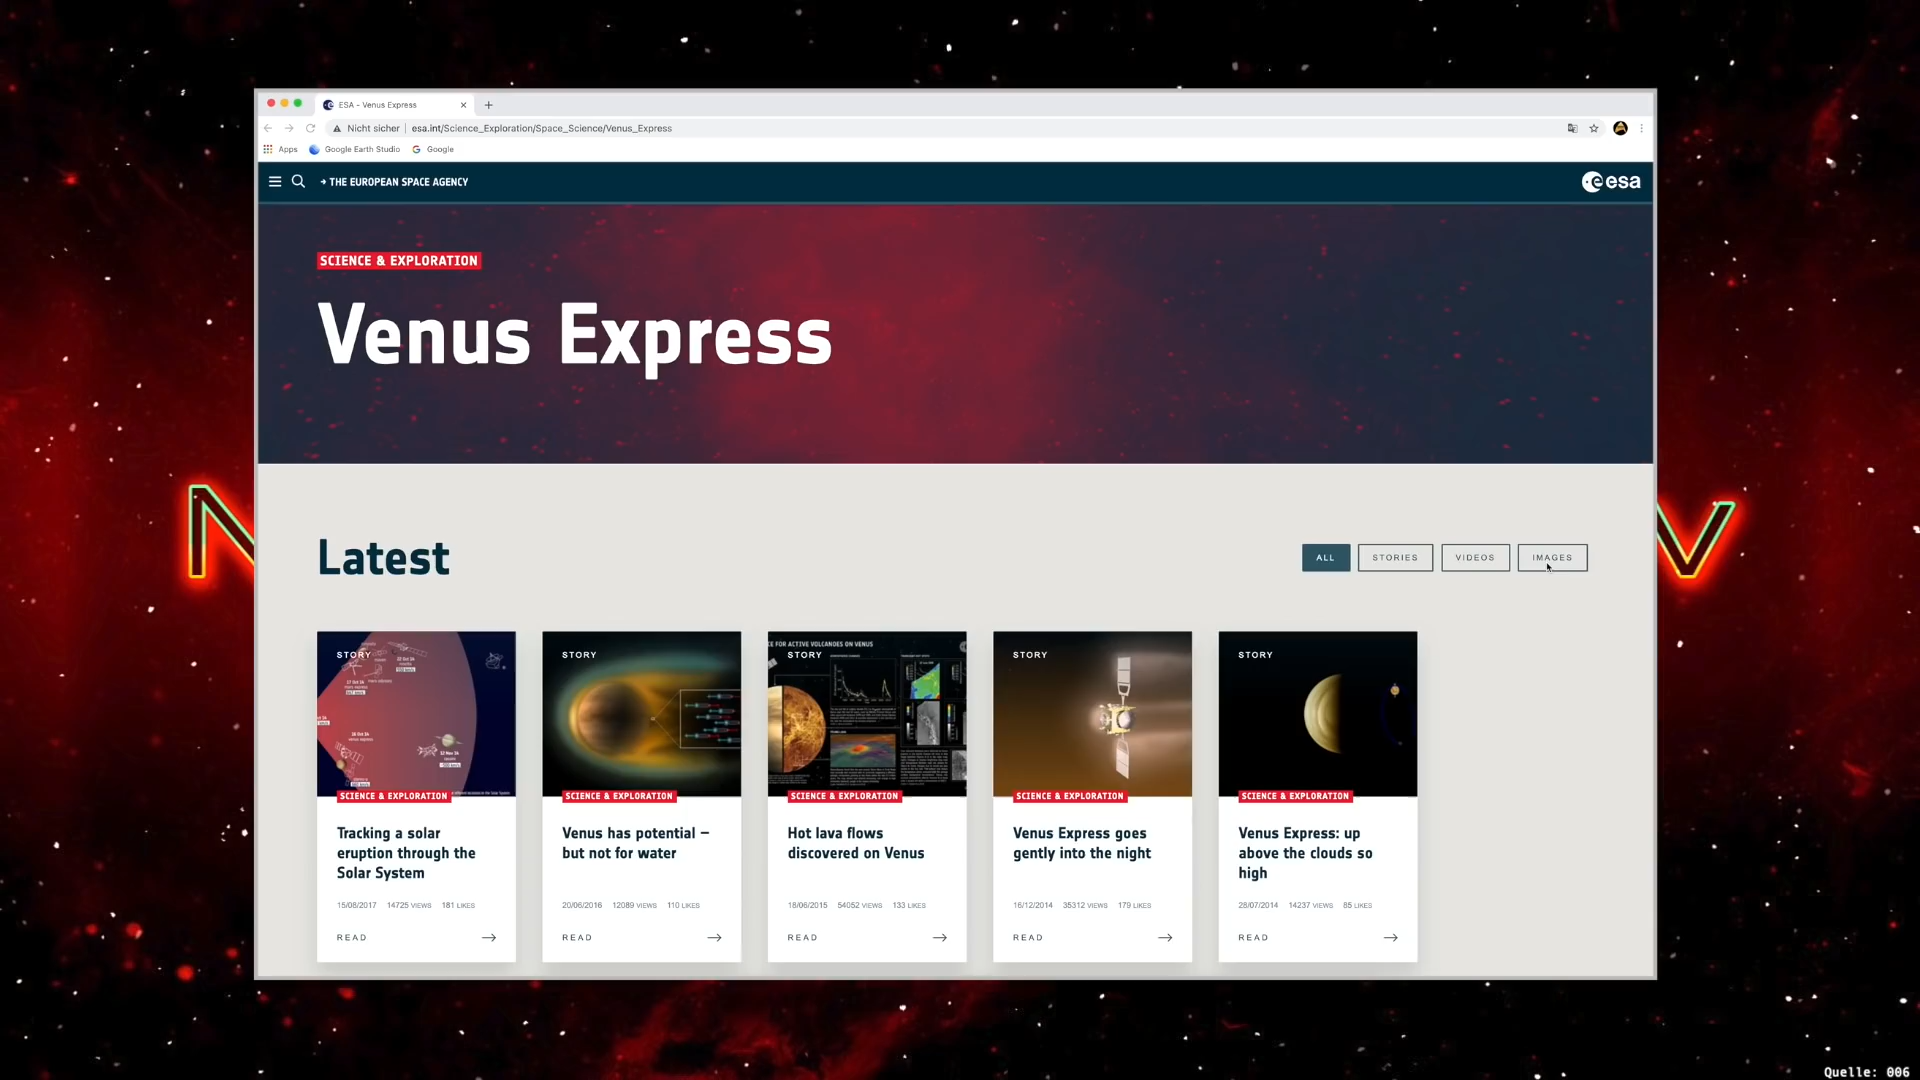 ESA - Venus Express
Nicht sicher
esa.int/Science_Exploration/Space_Science/Venus_Express
Apps
Google Earth Studio
Google
→ THE EUROPEAN SPACE AGENCY
esa
SCIENCE & EXPLORATION
Venus Express
N
V
Latest
ALL
STORIES
VIDEOS
IMAGES
STORY
SCIENCE & EXPLORATION
Tracking a solar
eruption through the
Solar System
15/08/2017 14725 VIEWS 181 LIKES
READ
STORY
SCIENCE & EXPLORATION
Venus has potential –
but not for water
20/06/2016 12089 VIEWS 110 LIKES
READ
CE FOR ACTIVE VOLCANOES ON VENUS
STORY
SCIENCE & EXPLORATION
Hot lava flows
discovered on Venus
18/06/2015 54052 VIEWS 133 LIKES
READ
STORY
SCIENCE & EXPLORATION
Venus Express goes
gently into the night
16/12/2014 35312 VIEWS 179 LIKES
READ
STORY
SCIENCE & EXPLORATION
Venus Express: up
above the clouds so
high
28/07/2014 14237 VIEWS 85 LIKES
READ
Quelle: 006